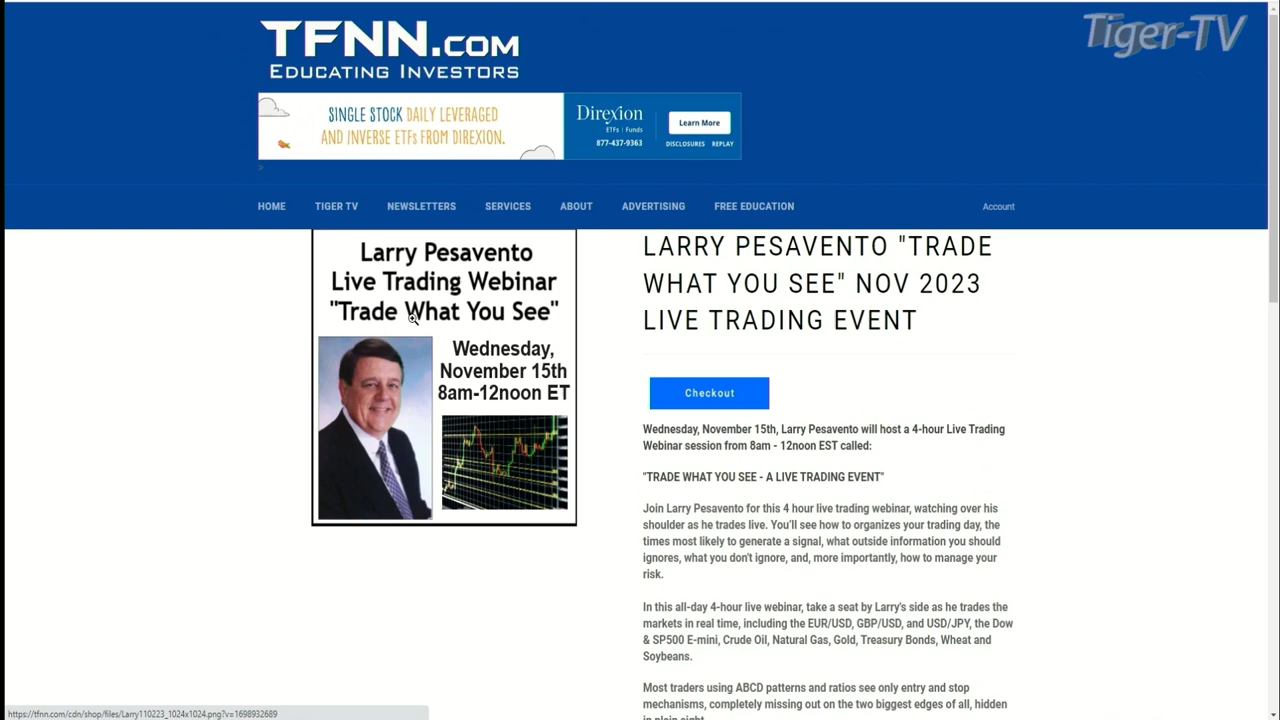 TFNN.COM
EDUCATING INVESTORS
Tiger-TV
SINGLE STOCK DAILY LEVERAGED
AND INVERSE ETFs FROM DIREXION.
Direxion
ETFs | Funds
877-437-9363
Learn More
DISCLOSURES REPLAY
>
HOME TIGER TV NEWSLETTERS SERVICES ABOUT ADVERTISING FREE EDUCATION Account
Larry Pesavento
Live Trading Webinar
"Trade What You See"
Wednesday,
November 15th
8am-12noon ET
LARRY PESAVENTO "TRADE
WHAT YOU SEE" NOV 2023
LIVE TRADING EVENT
Checkout
Wednesday, November 15th, Larry Pesavento will host a 4-hour Live Trading
Webinar session from 8am - 12noon EST called:
"TRADE WHAT YOU SEE - A LIVE TRADING EVENT"
Join Larry Pesavento for this 4 hour live trading webinar, watching over his
shoulder as he trades live. You'll see how to organizes your trading day, the
times most likely to generate a signal, what outside information you should
ignores, what you don't ignore, and, more importantly, how to manage your
risk.
In this all-day 4-hour live webinar, take a seat by Larry's side as he trades the
markets in real time, including the EUR/USD, GBP/USD, and USD/JPY, the Dow
& SP500 E-mini, Crude Oil, Natural Gas, Gold, Treasury Bonds, Wheat and
Soybeans.
Most traders using ABCD patterns and ratios see only entry and stop
mechanisms, completely missing out on the two biggest edges of all, hidden
in plain sight.
https://tfnn.com/cdn/shop/files/Larry110223_1024x1024.png?v=1698932689